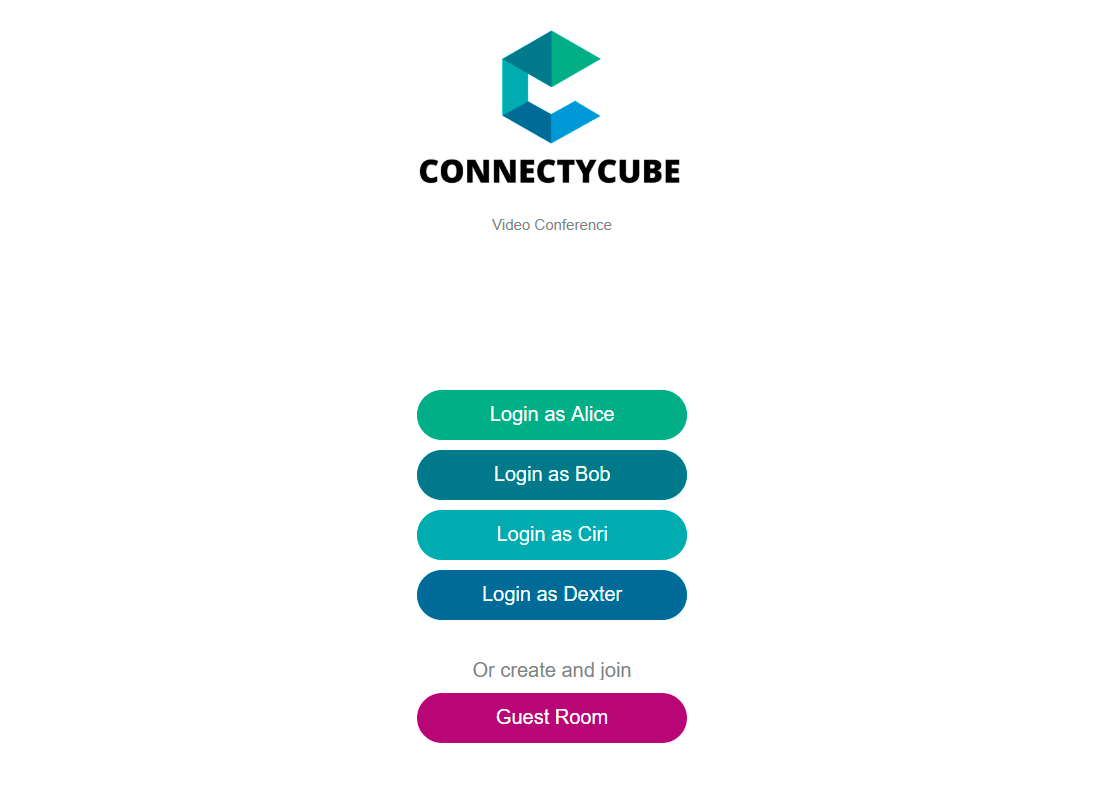 CONNECTYCUBE
Video Conference
Login as Alice
Login as Bob
Login as Ciri
Login as Dexter
Or create and join
Guest Room